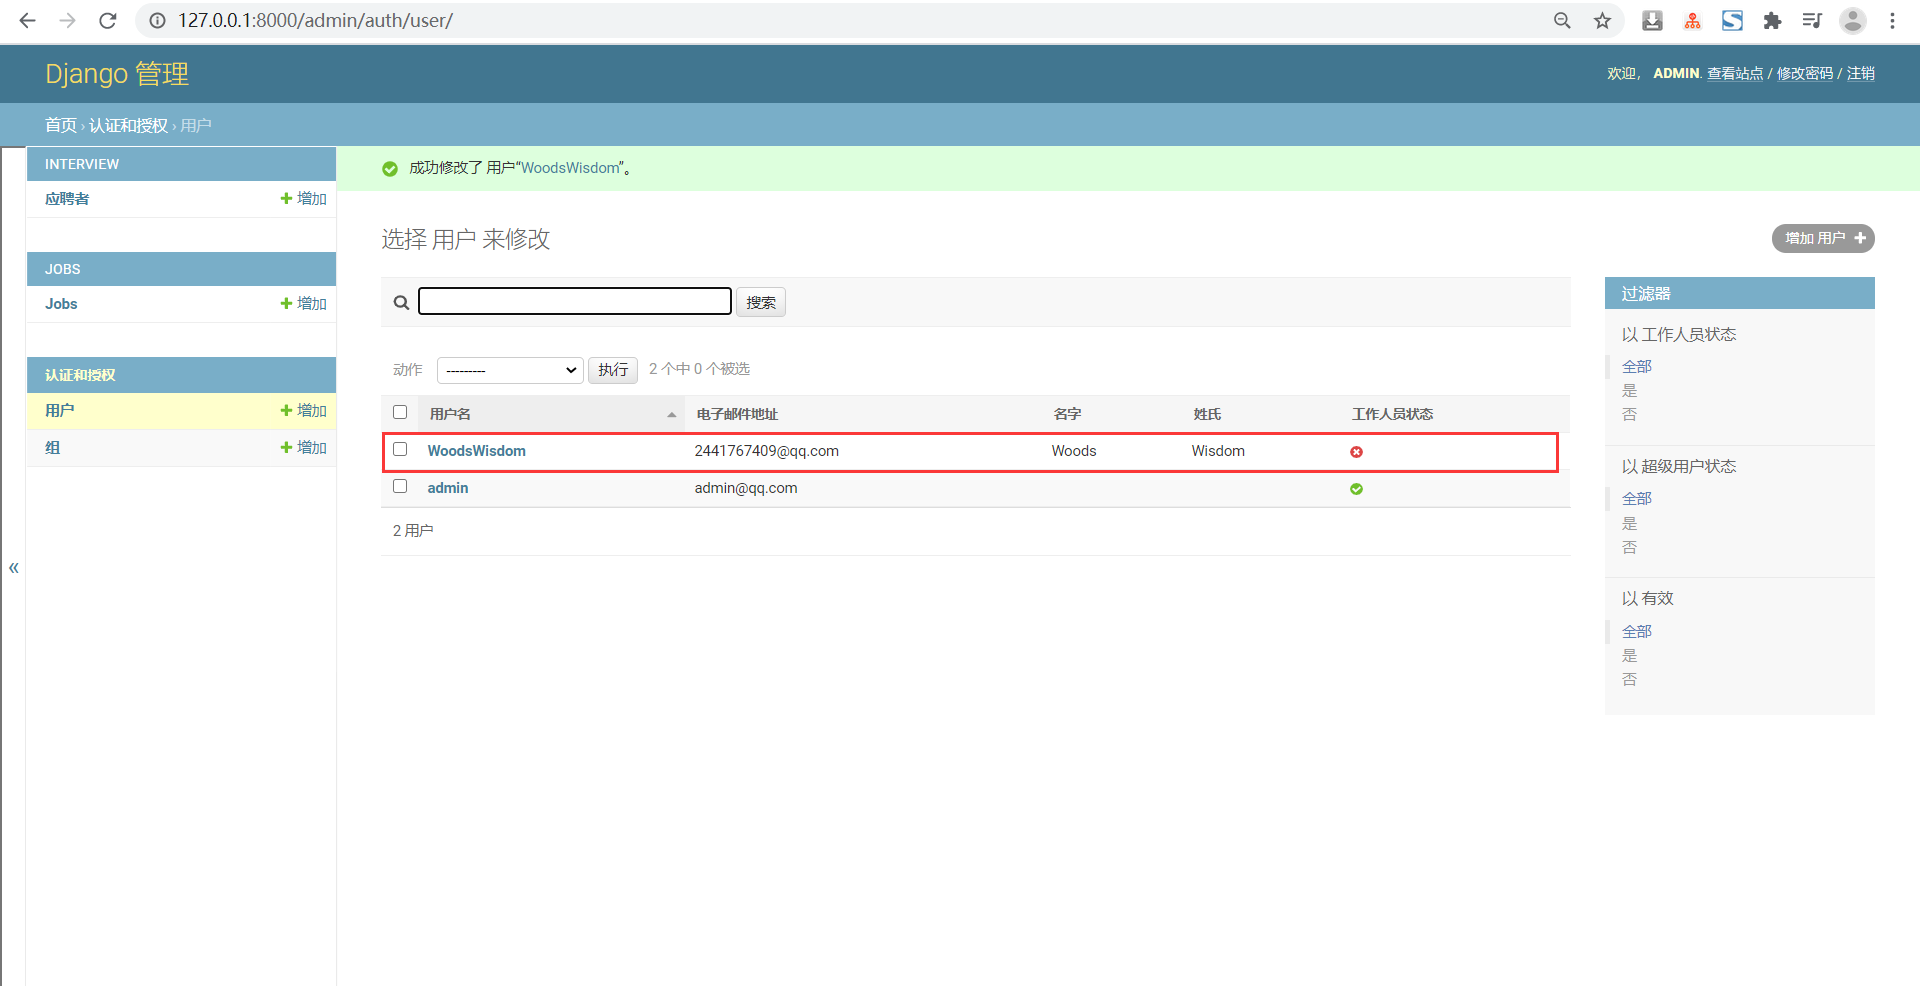 127.0.0.1:8000/admin/auth/user/
Django 管理
欢迎， ADMIN. 查看站点 / 修改密码 / 注销
首页 › 认证和授权 › 用户
INTERVIEW
应聘者 增加
JOBS
Jobs 增加
认证和授权
用户 增加
组 增加
«
成功修改了 用户“WoodsWisdom”。
选择 用户 来修改
增加 用户
搜索
动作 --------- 执行 2 个中 0 个被选
用户名 电子邮件地址 名字 姓氏 工作人员状态
WoodsWisdom 2441767409@qq.com Woods Wisdom
admin admin@qq.com
2 用户
过滤器
以 工作人员状态
全部
是
否
以 超级用户状态
全部
是
否
以 有效
全部
是
否